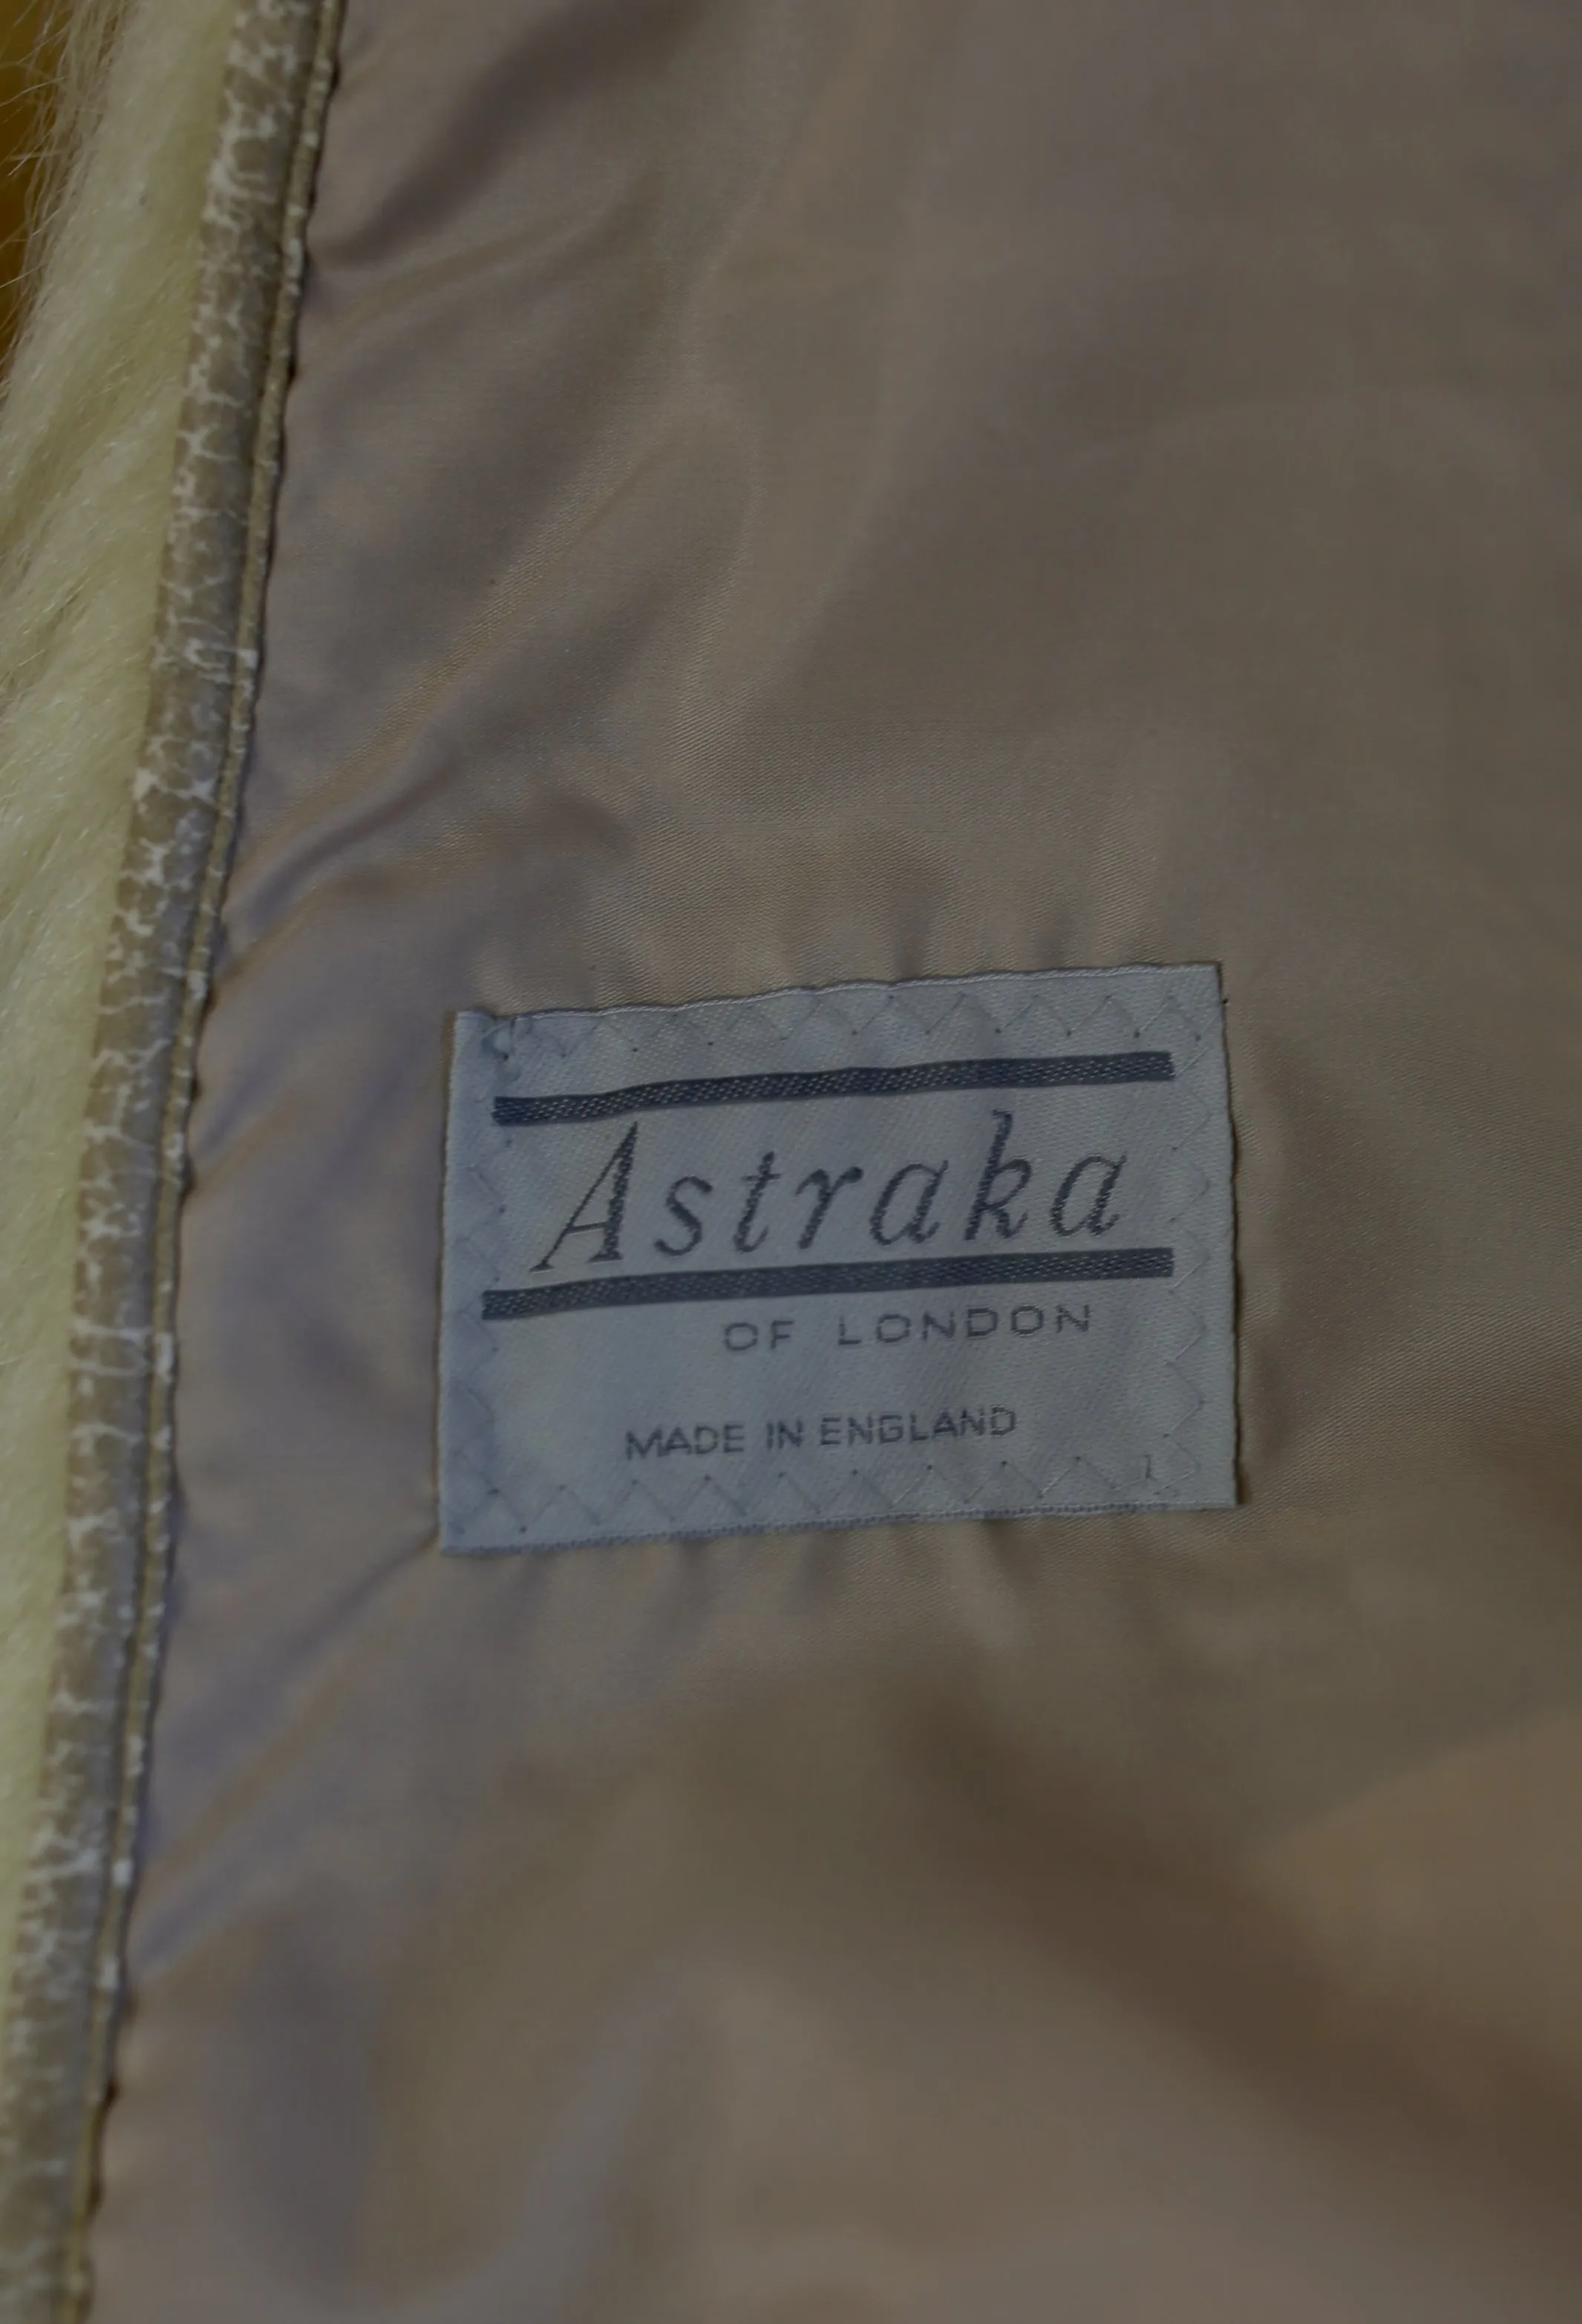 Astraka
OF LONDON
MADE IN ENGLAND